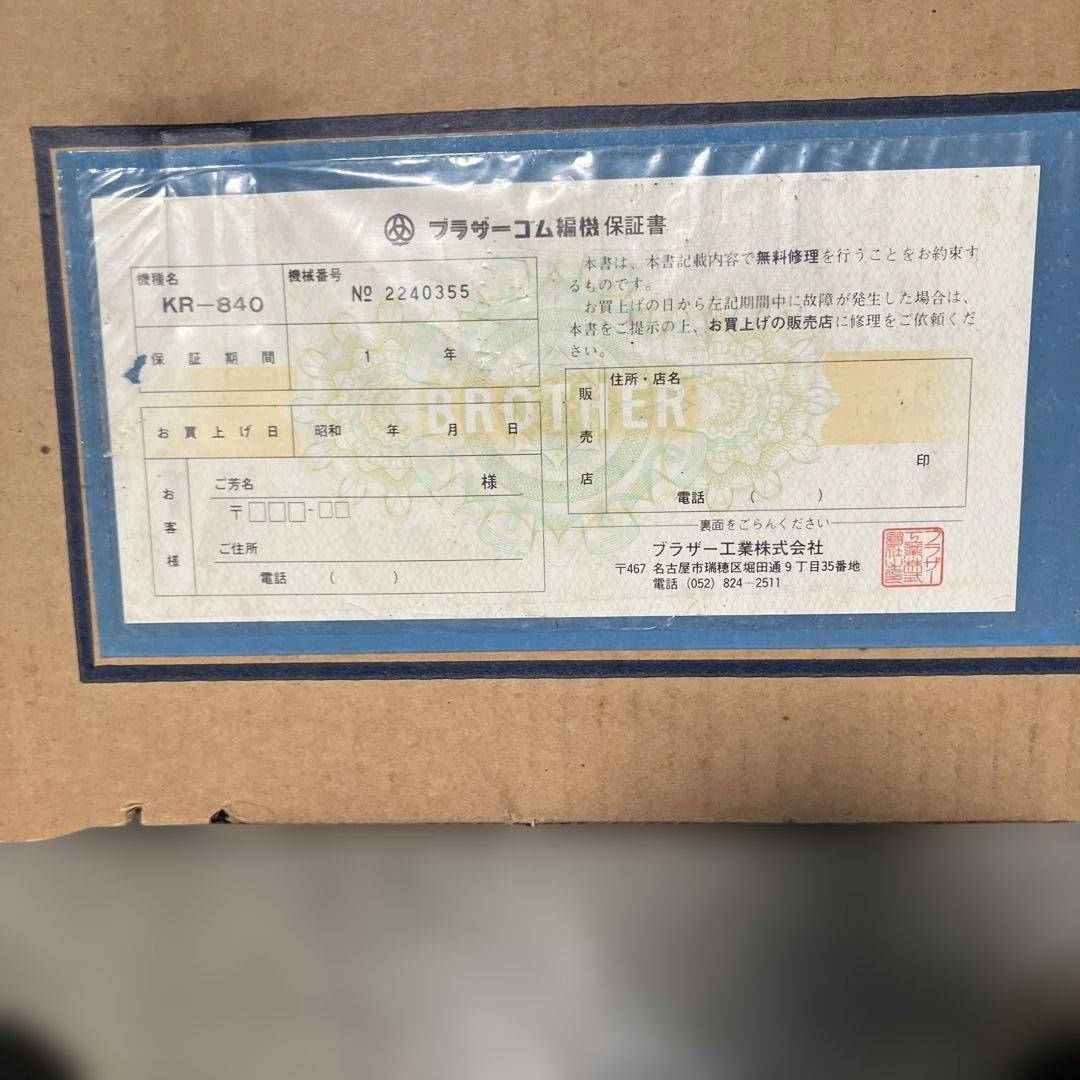 ブラザーゴム編機 保証書
機種名
KR-840
機械番号
№ 2240355
保証期間
1 年
お買上げ日
昭和 年 月 日
お客様
ご芳名 様
〒□□□-□□
ご住所
電話 ( )
本書は、本書記載内容で無料修理を行うことをお約束す
るものです。
お買上げの日から左記期間中に故障が発生した場合は、
本書をご提示の上、お買上げの販売店に修理をご依頼くだ
さい。
販売店
住所・店名
印
電話 ( )
BROTHER
裏面をごらんください
ブラザー工業株式会社
〒467 名古屋市瑞穂区堀田通9丁目35番地
電話 (052) 824-2511